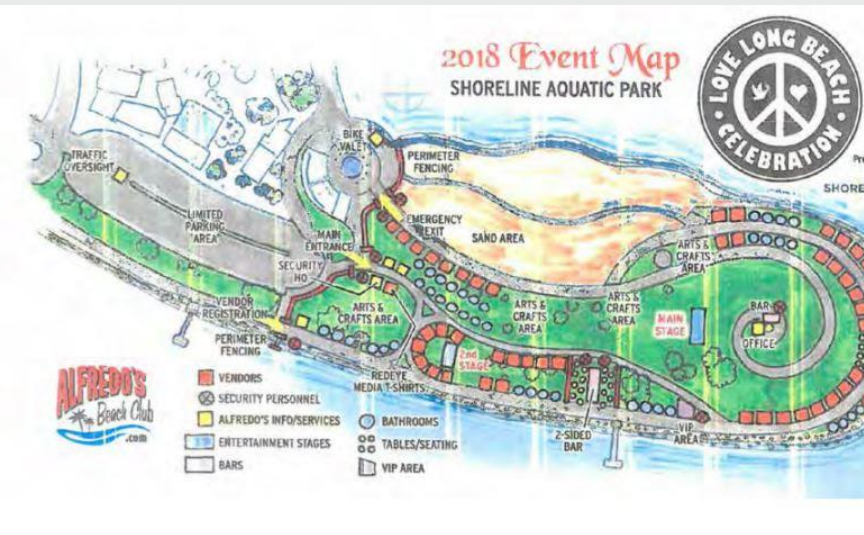 2018 Event Map
SHORELINE AQUATIC PARK
LOVE LONG BEACH
CELEBRATION
SHORE
BIKE
VALET
PERIMETER
FENCING
TRAFFIC
OVERSIGHT
LIMITED
PARKING
AREA
MAIN
ENTRANCE
EMERGENCY
EXIT
SAND AREA
ARTS &
CRAFTS
AREA
SECURITY
HQ
VENDOR
REGISTRATION
ARTS &
CRAFTS AREA
ARTS &
CRAFTS
AREA
ARTS &
CRAFTS
AREA
MAIN
STAGE
BAR
OFFICE
PERIMETER
FENCING
2nd
STAGE
REDEYE
MEDIA T-SHIRTS
2-SIDED
BAR
VIP
AREA
ALFREDO'S
Beach Club
.com
VENDORS
SECURITY PERSONNEL
ALFREDO'S INFO/SERVICES
ENTERTAINMENT STAGES
BARS
BATHROOMS
TABLES/SEATING
VIP AREA